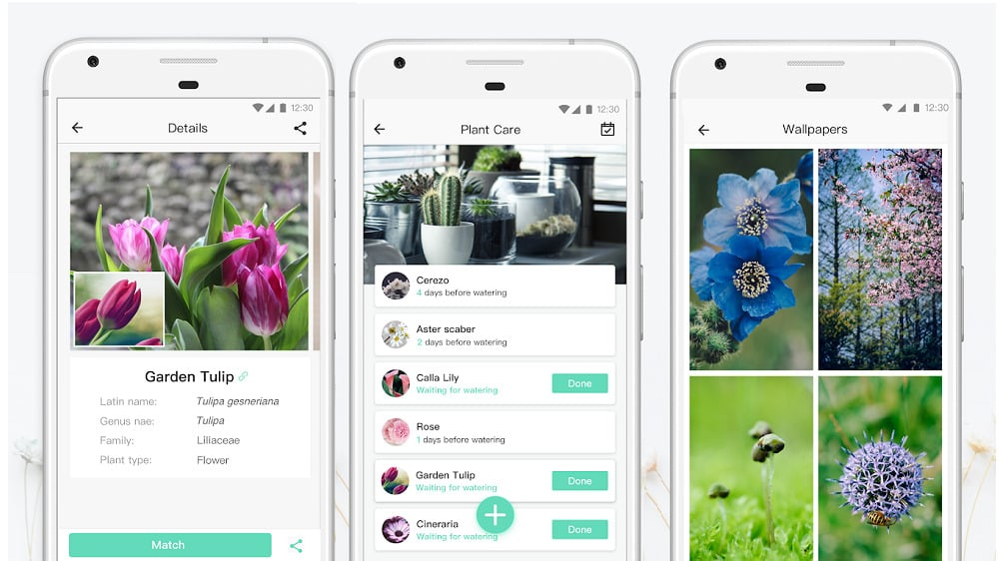 12:30
Details
Garden Tulip
Latin name: Tulipa gesneriana
Genus nae: Tulipa
Family: Liliaceae
Plant type: Flower
Match
12:30
Plant Care
Cerezo
4 days before watering
Aster scaber
2 days before watering
Calla Lily
Waiting for watering
Done
Rose
1 days before watering
Garden Tulip
Waiting for watering
Done
Cineraria
Waiting for watering
Done
12:30
Wallpapers